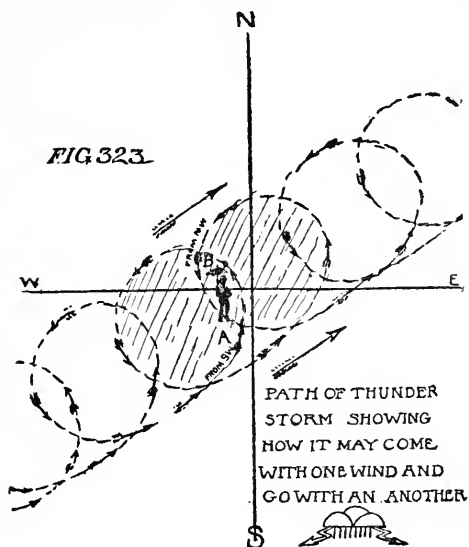 N
FIG 323
FROM NW
B
W
E
A
FROM SW
PATH OF THUNDER
STORM SHOWING
HOW IT MAY COME
WITH ONE WIND AND
GO WITH AN ANOTHER
S